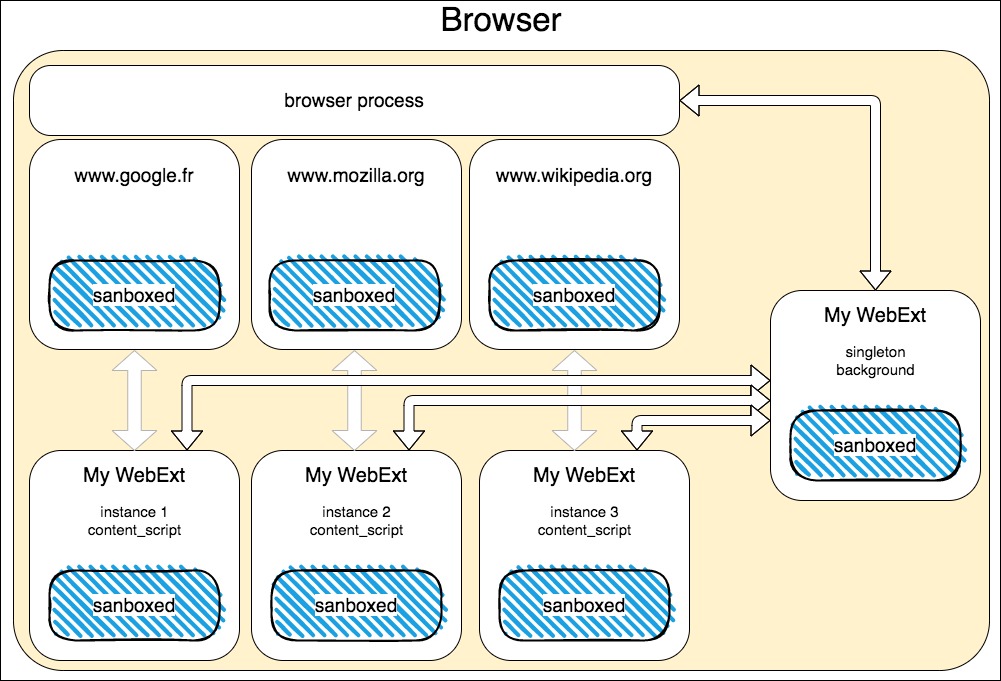 Browser
browser process
www.google.fr
www.mozilla.org
www.wikipedia.org
sanboxed
sanboxed
sanboxed
My WebExt
singleton
background
sanboxed
My WebExt
instance 1
content_script
sanboxed
My WebExt
instance 2
content_script
sanboxed
My WebExt
instance 3
content_script
sanboxed